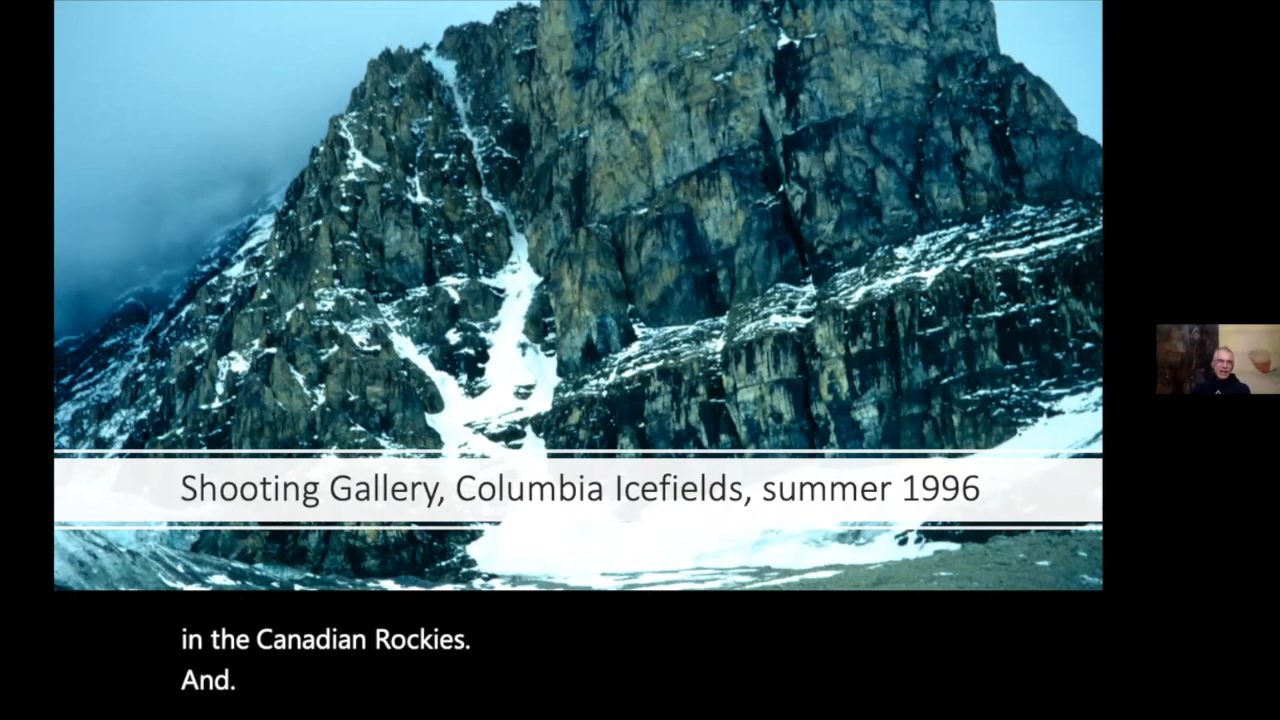 Shooting Gallery, Columbia Icefields, summer 1996
in the Canadian Rockies.
And.